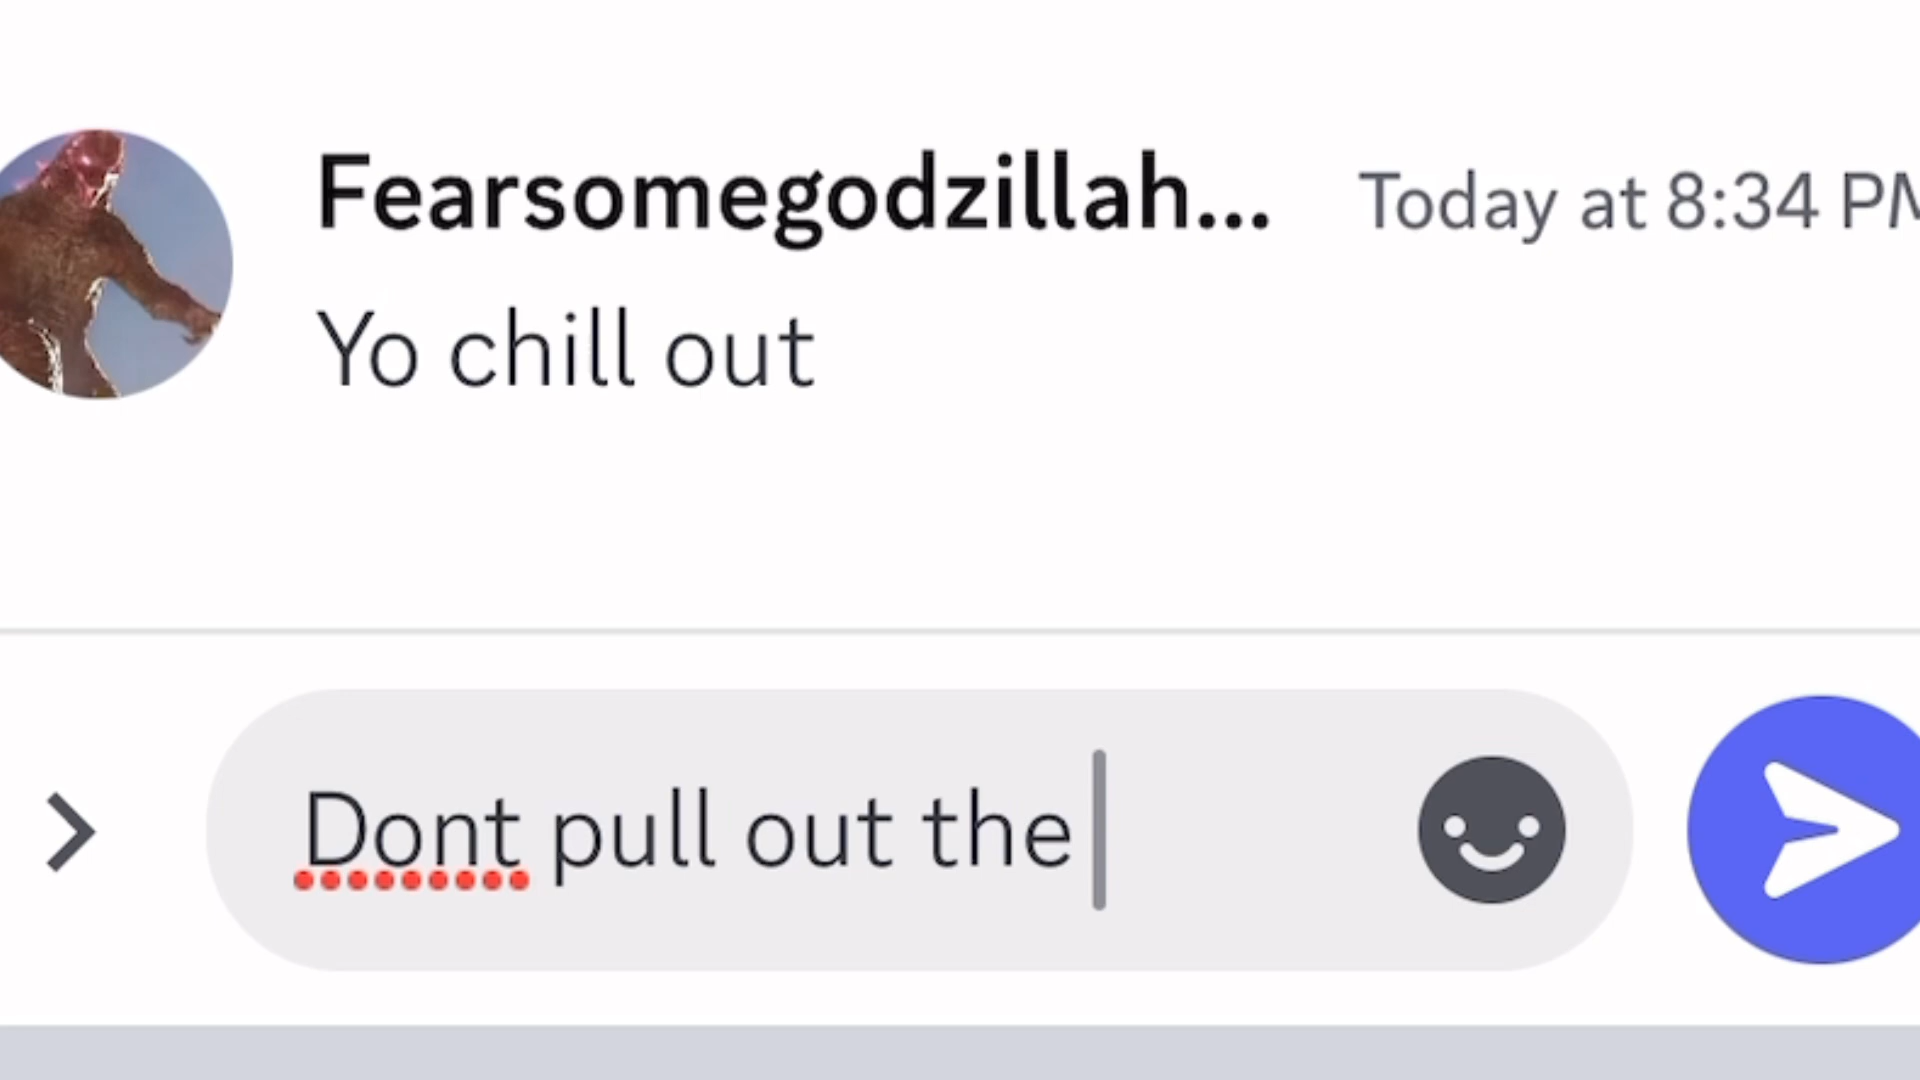 Fearsomegodzillah... Today at 8:34 PM
Yo chill out
Dont pull out the